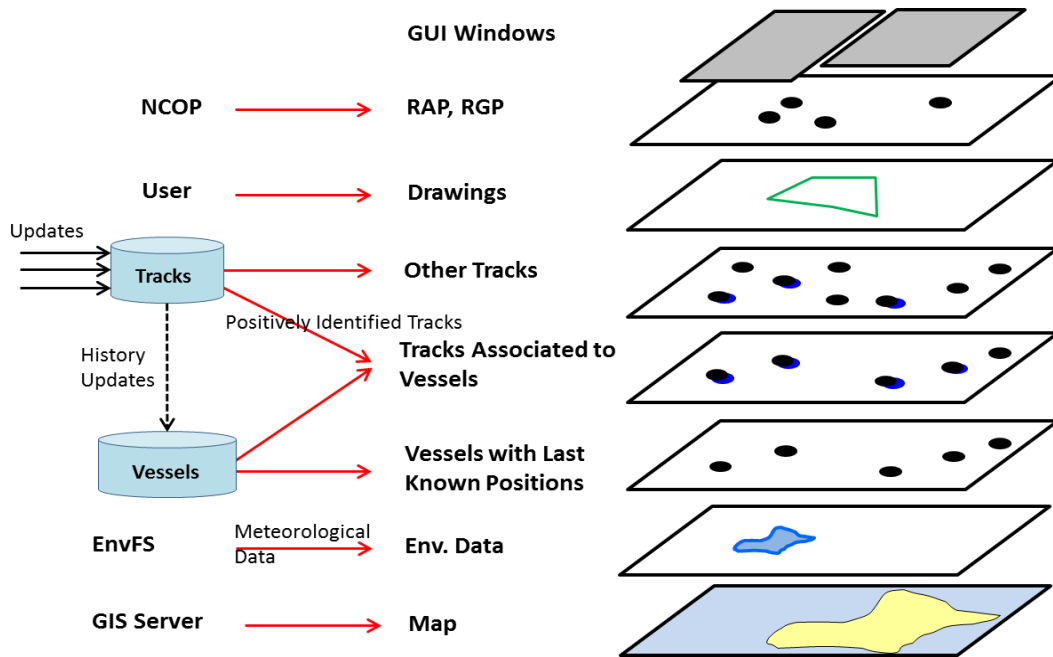 GUI Windows
NCOP
RAP, RGP
User
Drawings
Updates
Tracks
Other Tracks
Positively Identified Tracks
History
Updates
Tracks Associated to
Vessels
Vessels
Vessels with Last
Known Positions
EnvFS
Meteorological
Data
Env. Data
GIS Server
Map